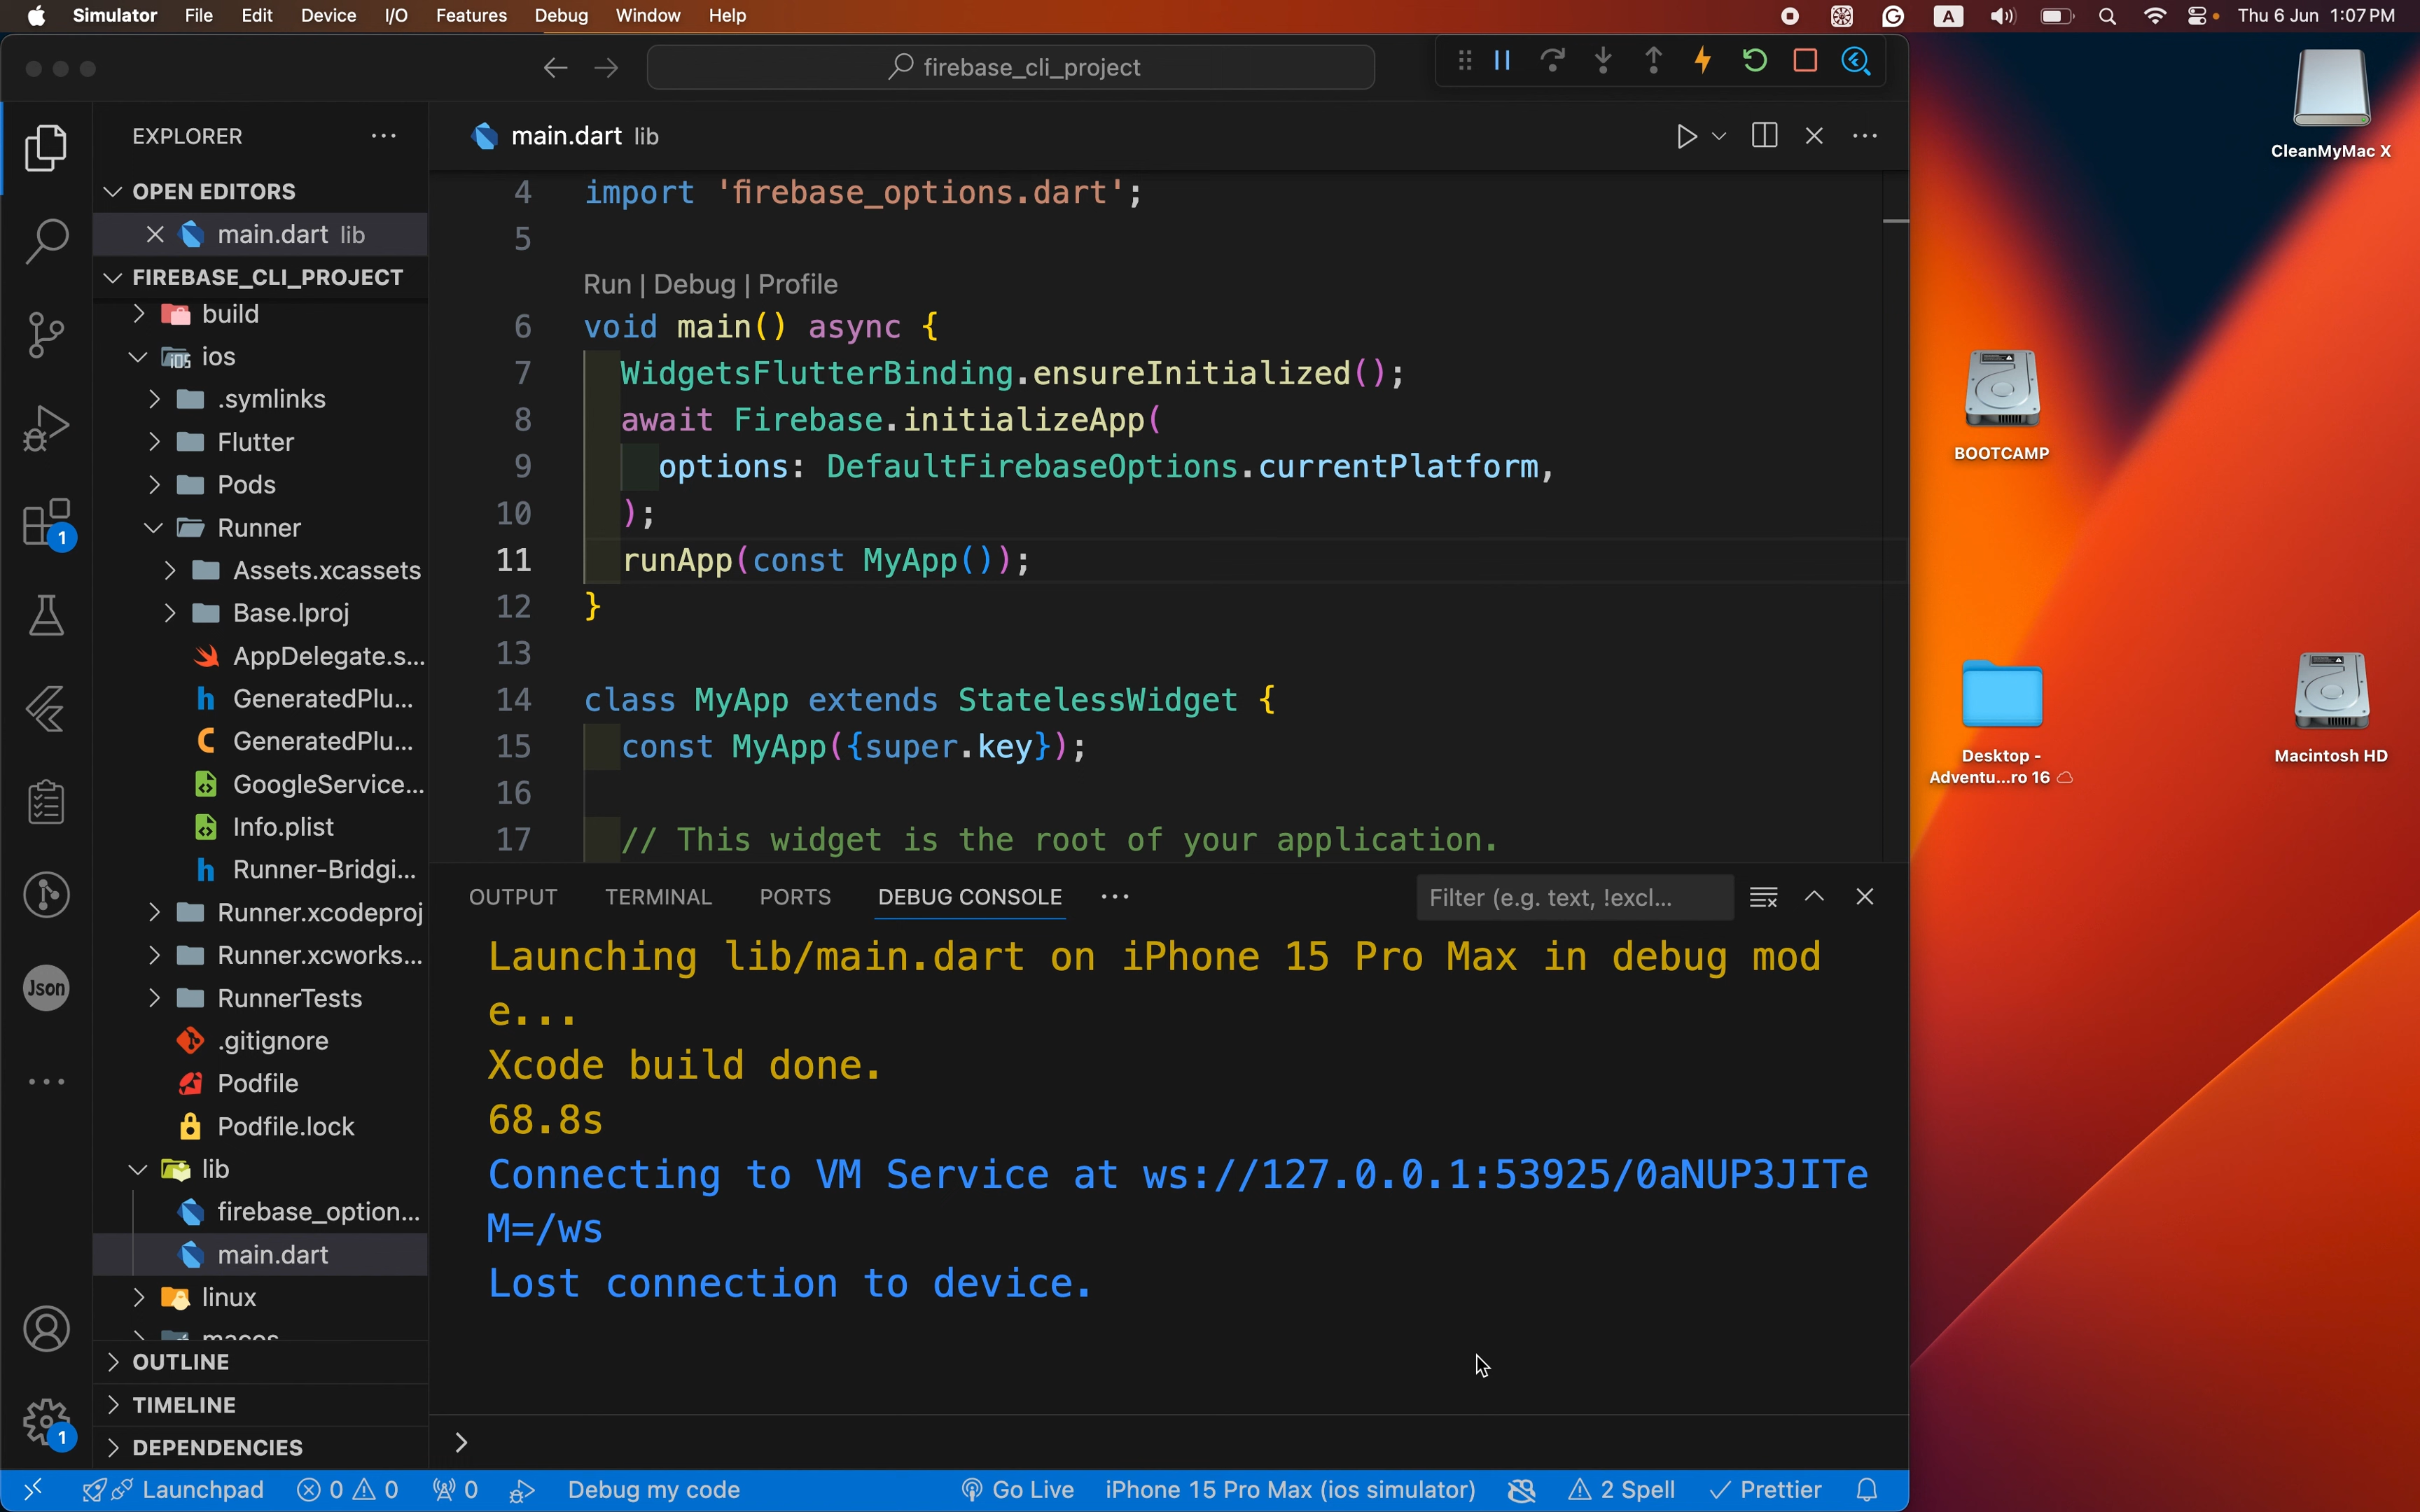 Simulator File Edit Device I/O Features Debug Window Help A Thu 6 Jun 1:07 PM
firebase_cli_project
EXPLORER
OPEN EDITORS
main.dart lib
FIREBASE_CLI_PROJECT
build
ios
.symlinks
Flutter
Pods
Runner
Assets.xcassets
Base.lproj
AppDelegate.s...
GeneratedPlu...
GeneratedPlu...
GoogleService...
Info.plist
Runner-Bridgi...
Runner.xcodeproj
Runner.xcworks...
RunnerTests
.gitignore
Podfile
Podfile.lock
lib
firebase_option...
main.dart
linux
macos
OUTLINE
TIMELINE
DEPENDENCIES
1
Json
1
main.dart lib
4 import 'firebase_options.dart';
5
Run | Debug | Profile
6 void main() async {
7 WidgetsFlutterBinding.ensureInitialized();
8 await Firebase.initializeApp(
9 options: DefaultFirebaseOptions.currentPlatform,
10 );
11 runApp(const MyApp());
12 }
13
14 class MyApp extends StatelessWidget {
15 const MyApp({super.key});
16
17 // This widget is the root of your application.
OUTPUT TERMINAL PORTS DEBUG CONSOLE Filter (e.g. text, !excl...
Launching lib/main.dart on iPhone 15 Pro Max in debug mod
e...
Xcode build done.
68.8s
Connecting to VM Service at ws://127.0.0.1:53925/0aNUP3JITe
M=/ws
Lost connection to device.
Launchpad 0 0 0 Debug my code Go Live iPhone 15 Pro Max (ios simulator) 2 Spell Prettier
CleanMyMac X
BOOTCAMP
Desktop -
Adventu...ro 16
Macintosh HD